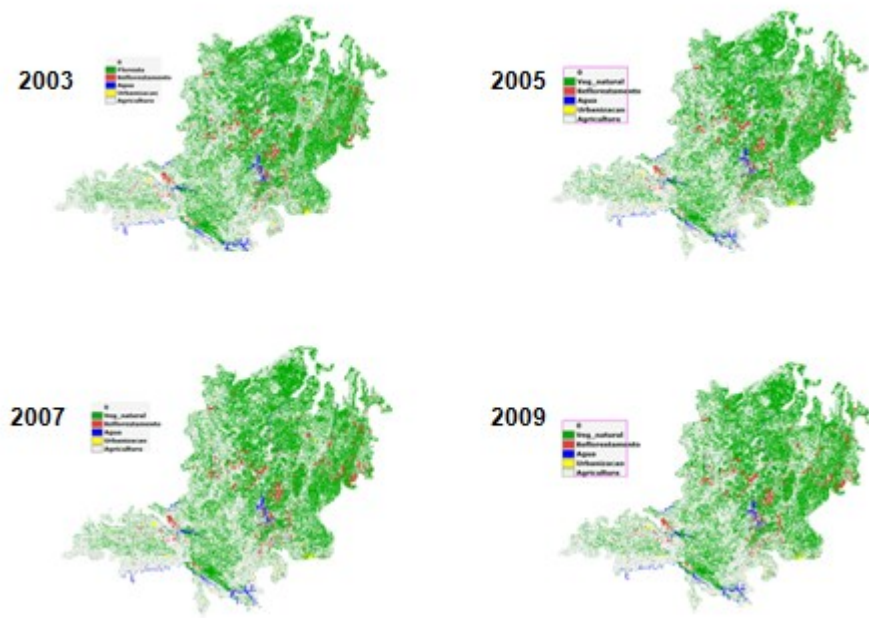 2003
0
Floresta
Reflorestamento
Agua
Urbanizacao
Agricultura
2005
0
Veg_natural
Reflorestamento
Agua
Urbanizacao
Agricultura
2007
0
Veg_natural
Reflorestamento
Agua
Urbanizacao
Agricultura
2009
0
Veg_natural
Reflorestamento
Agua
Urbanizacao
Agricultura